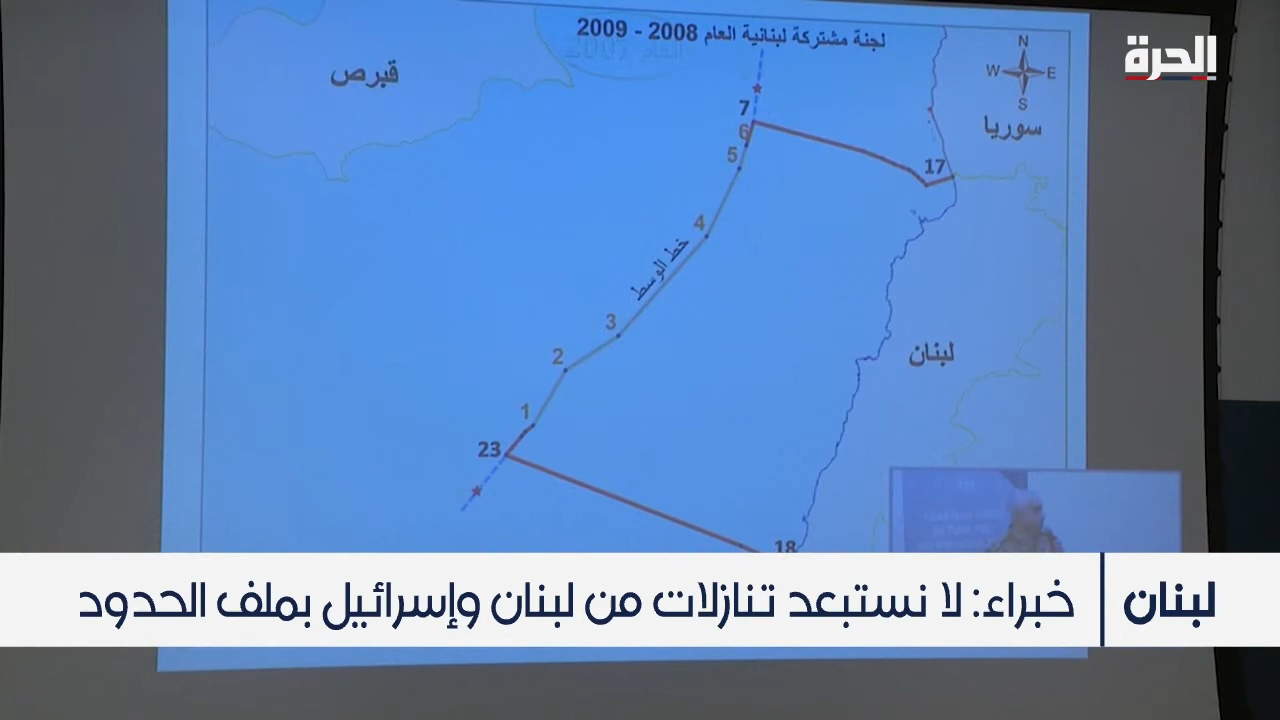 لجنة مشتركة لبنانية العام 2008 - 2009
الحرة
قبرص
N
W E
S
سوريا
7
6
5
17
4
خط الوسط
3
لبنان
2
1
23
18
لبنان
خبراء: لا نستبعد تنازلات من لبنان وإسرائيل بملف الحدود